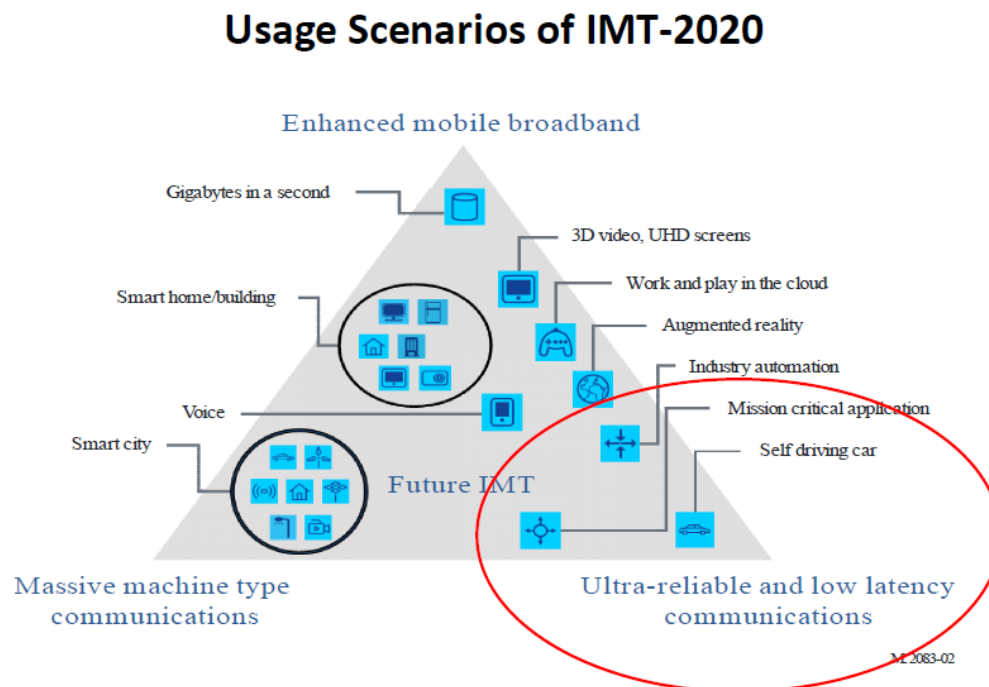 Usage Scenarios of IMT-2020
Enhanced mobile broadband
Gigabytes in a second
3D video, UHD screens
Work and play in the cloud
Smart home/building
Augmented reality
Industry automation
Voice
Mission critical application
Smart city
Self driving car
Future IMT
Massive machine type
communications
Ultra-reliable and low latency
communications
M.2083-02